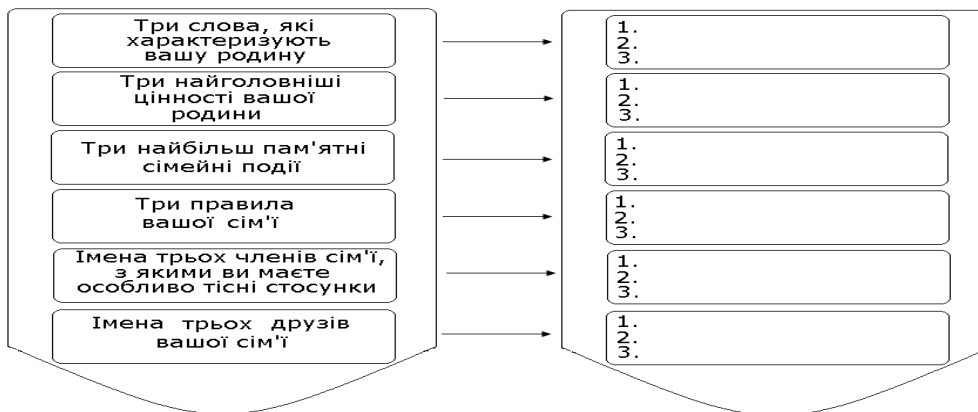 Три слова, які
характеризують
вашу родину
1.
2.
3.
Три найголовніші
цінності вашої
родини
1.
2.
3.
Три найбільш пам'ятні
сімейні події
1.
2.
3.
Три правила
вашої сім'ї
1.
2.
3.
Імена трьох членів сім'ї,
з якими ви маєте
особливо тісні стосунки
1.
2.
3.
Імена трьох друзів
вашої сім'ї
1.
2.
3.